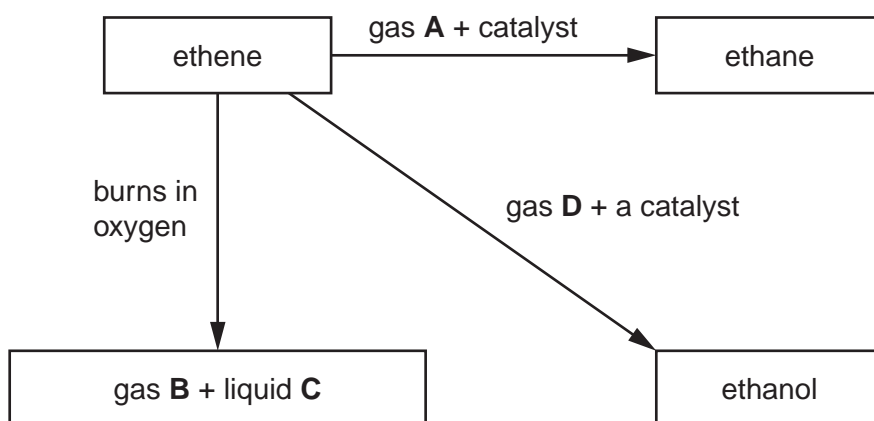 gas A + catalyst
ethene
ethane
burns in
oxygen
gas D + a catalyst
gas B + liquid C
ethanol